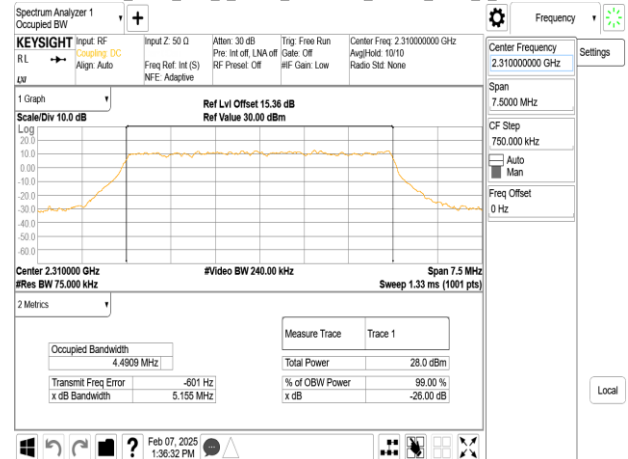 Spectrum Analyzer 1
Occupied BW
Frequency
KEYSIGHT
RL
LXI
Input: RF
Coupling: DC
Align: Auto
Input Z: 50 Ω
Freq Ref: Int (S)
NFE: Adaptive
Atten: 30 dB
Pre: Int off, LNA off
RF Presel: Off
Trig: Free Run
Gate: Off
#IF Gain: Low
Center Freq: 2.310000000 GHz
Avg|Hold: 10/10
Radio Std: None
Center Frequency
2.310000000 GHz
Settings
Span
7.5000 MHz
CF Step
750.000 kHz
Auto
Man
Freq Offset
0 Hz
Local
1 Graph
Scale/Div 10.0 dB
Ref Lvl Offset 15.36 dB
Ref Value 30.00 dBm
Log
20.0
10.0
0.00
-10.0
-20.0
-30.0
-40.0
-50.0
-60.0
Center 2.310000 GHz
#Video BW 240.00 kHz
Span 7.5 MHz
#Res BW 75.000 kHz
Sweep 1.33 ms (1001 pts)
2 Metrics
Measure Trace Trace 1
Occupied Bandwidth
4.4909 MHz
Total Power 28.0 dBm
Transmit Freq Error -601 Hz
% of OBW Power 99.00 %
x dB Bandwidth 5.155 MHz
x dB -26.00 dB
?
Feb 07, 2025
1:36:32 PM